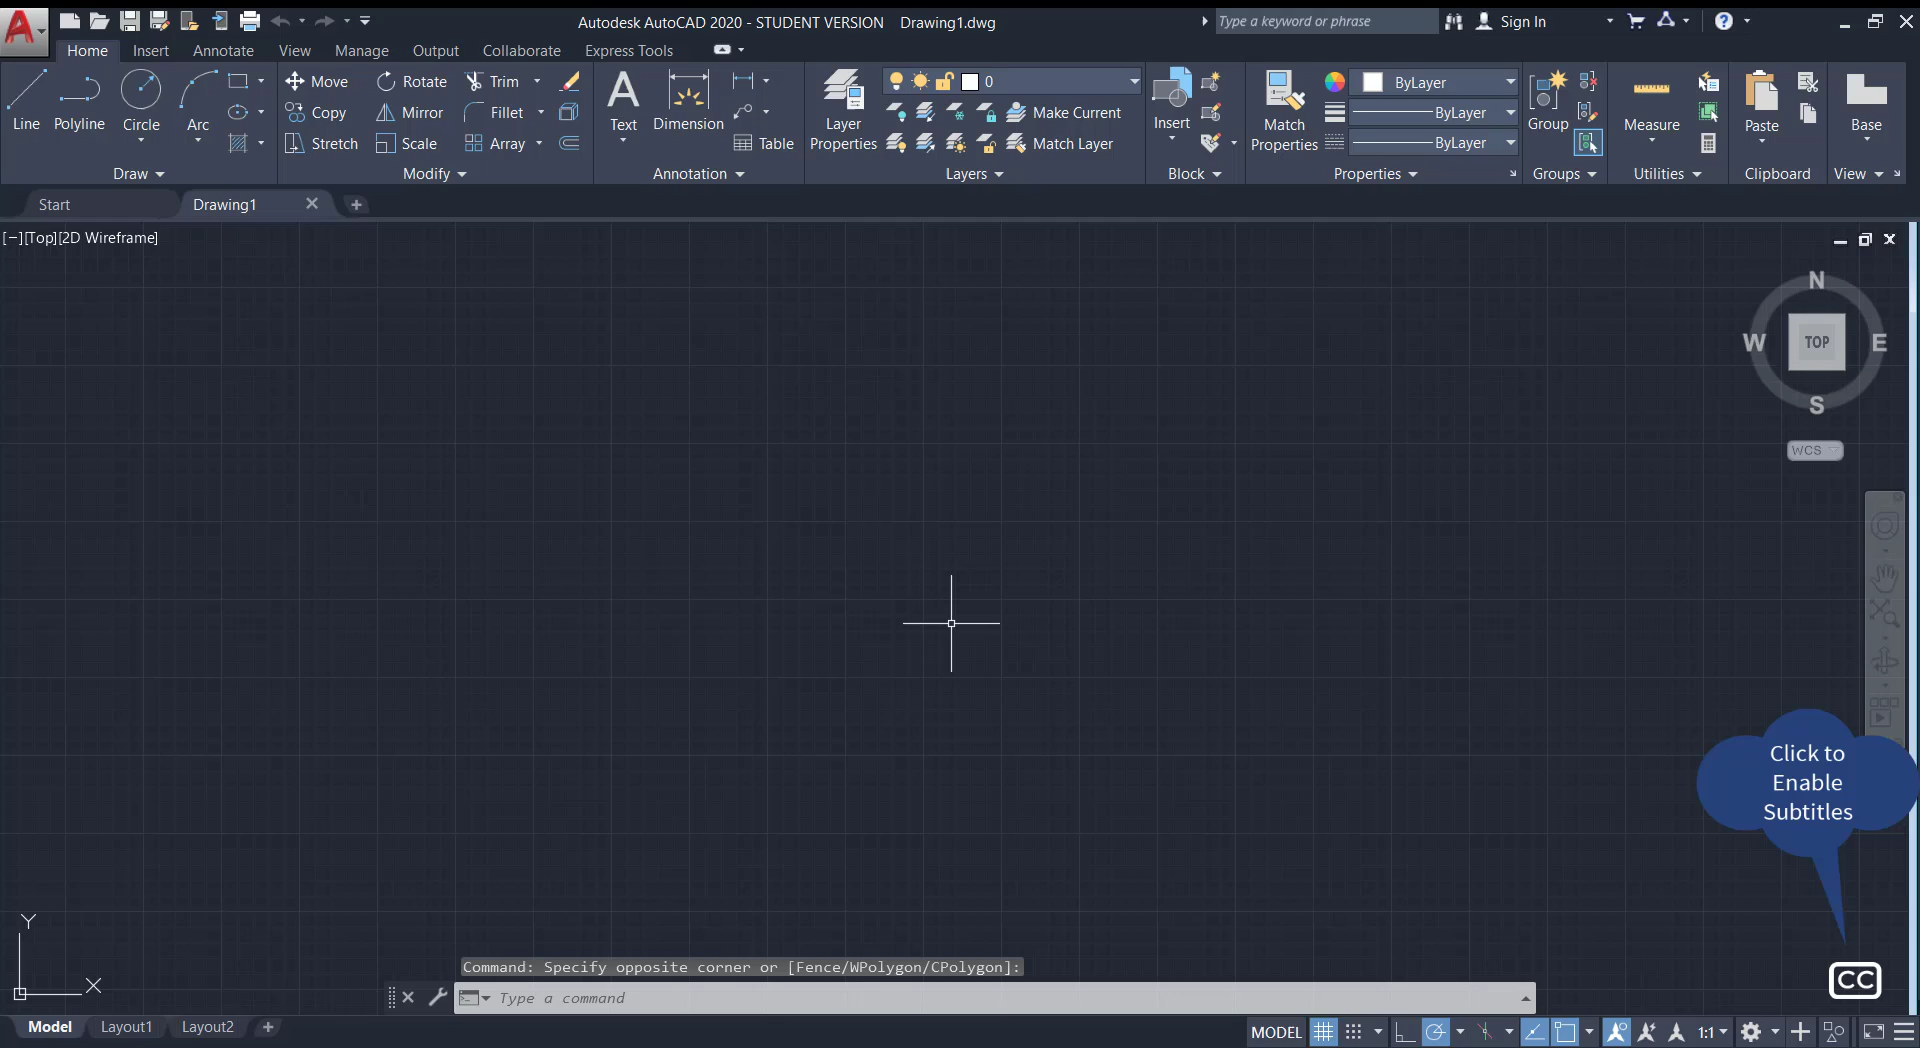 Autodesk AutoCAD 2020 - STUDENT VERSION Drawing1.dwg
Type a keyword or phrase
Sign In
Home Insert Annotate View Manage Output Collaborate Express Tools
Line Polyline Circle Arc
Draw
Move Rotate Trim
Copy Mirror Fillet
Stretch Scale Array
Modify
Text Dimension
Table
Annotation
Layer
Properties
0
Make Current
Match Layer
Layers
Insert
Block
Match
Properties
ByLayer
ByLayer
ByLayer
Properties
Group
Groups
Measure
Utilities
Paste
Clipboard
Base
View
Start Drawing1
[−][Top][2D Wireframe]
N
W TOP E
S
WCS
Click to
Enable
Subtitles
CC
Y
X
Command: Specify opposite corner or [Fence/WPolygon/CPolygon]:
Type a command
Model Layout1 Layout2
MODEL 1:1